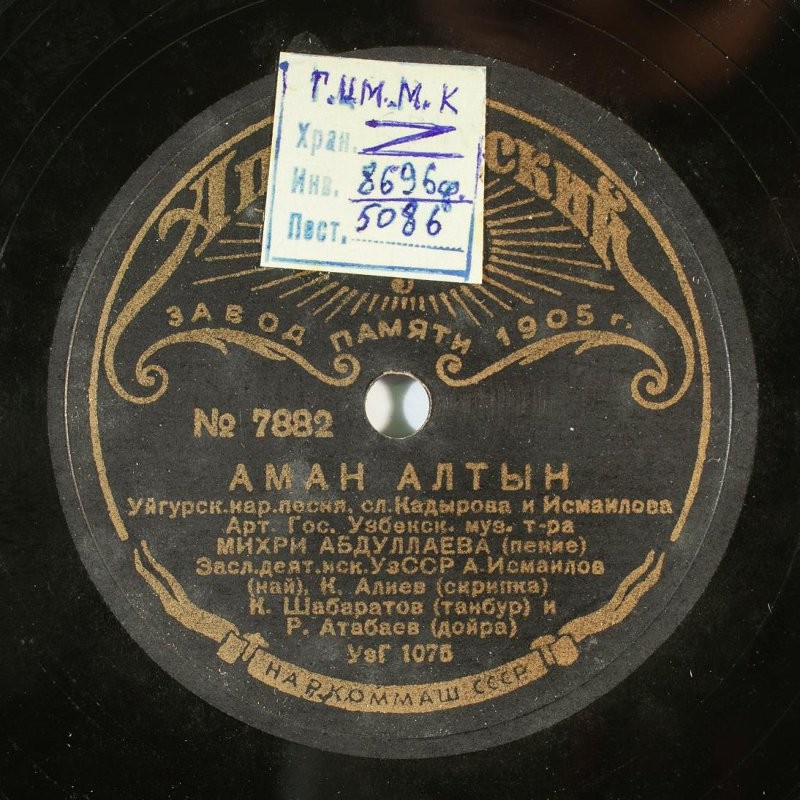 Г.ЦМ.М.К
Хран.
Инв. 8696ф.
Пост. 5086
ЗАВОД ПАМЯТИ 1905 г.
№ 7882
АМАН АЛТЫН
Уйгурск.нар.песня, сл.Кадырова и Исмаилова
Арт. Гос. Узбекск. муз. т-ра
МИХРИ АБДУЛЛАЕВА (пение)
Засл.деят.иск.УзССР А.Исмаилов
(най), К. Алиев (скрипка)
К. Шабаратов (танбур) и
Р. Атабаев (дойра)
УзГ 1075
НАРКОММАШ СССР